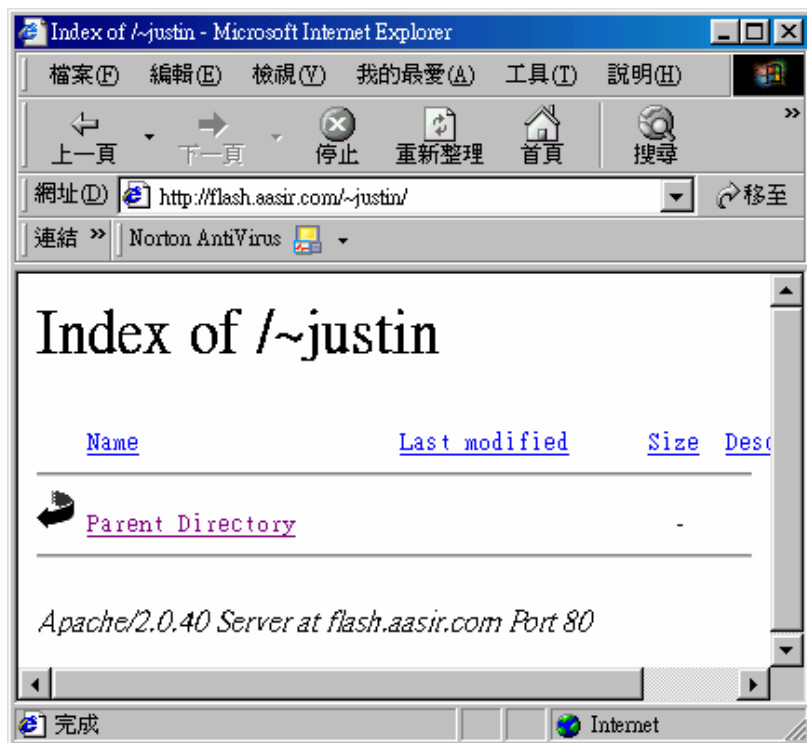 Index of /~justin - Microsoft Internet Explorer
檔案(F) 編輯(E) 檢視(V) 我的最愛(A) 工具(T) 說明(H)
上一頁 下一頁 停止 重新整理 首頁 搜尋 »
網址(D) http://flash.aasir.com/~justin/ 移至
連結 » Norton AntiVirus
Index of /~justin
Name Last modified Size Desc
Parent Directory -
Apache/2.0.40 Server at flash.aasir.com Port 80
完成 Internet